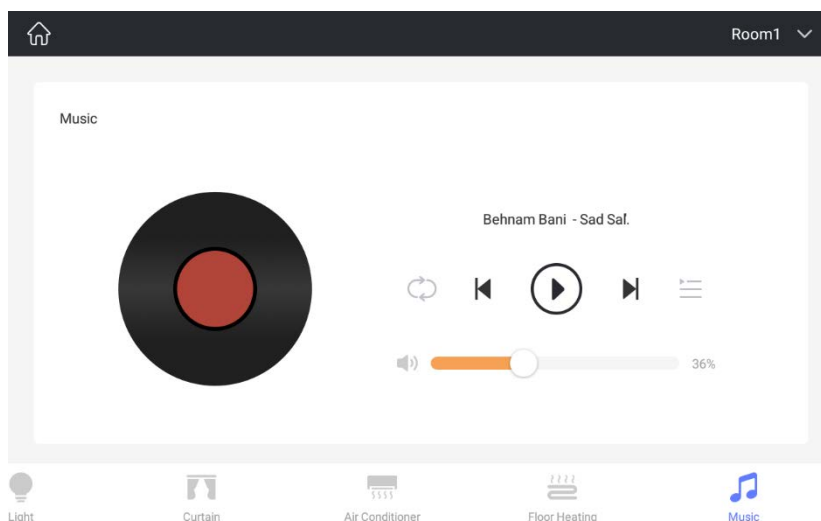 Room1
Music
Behnam Bani - Sad Sal.
36%
Light
Curtain
Air Conditioner
Floor Heating
Music